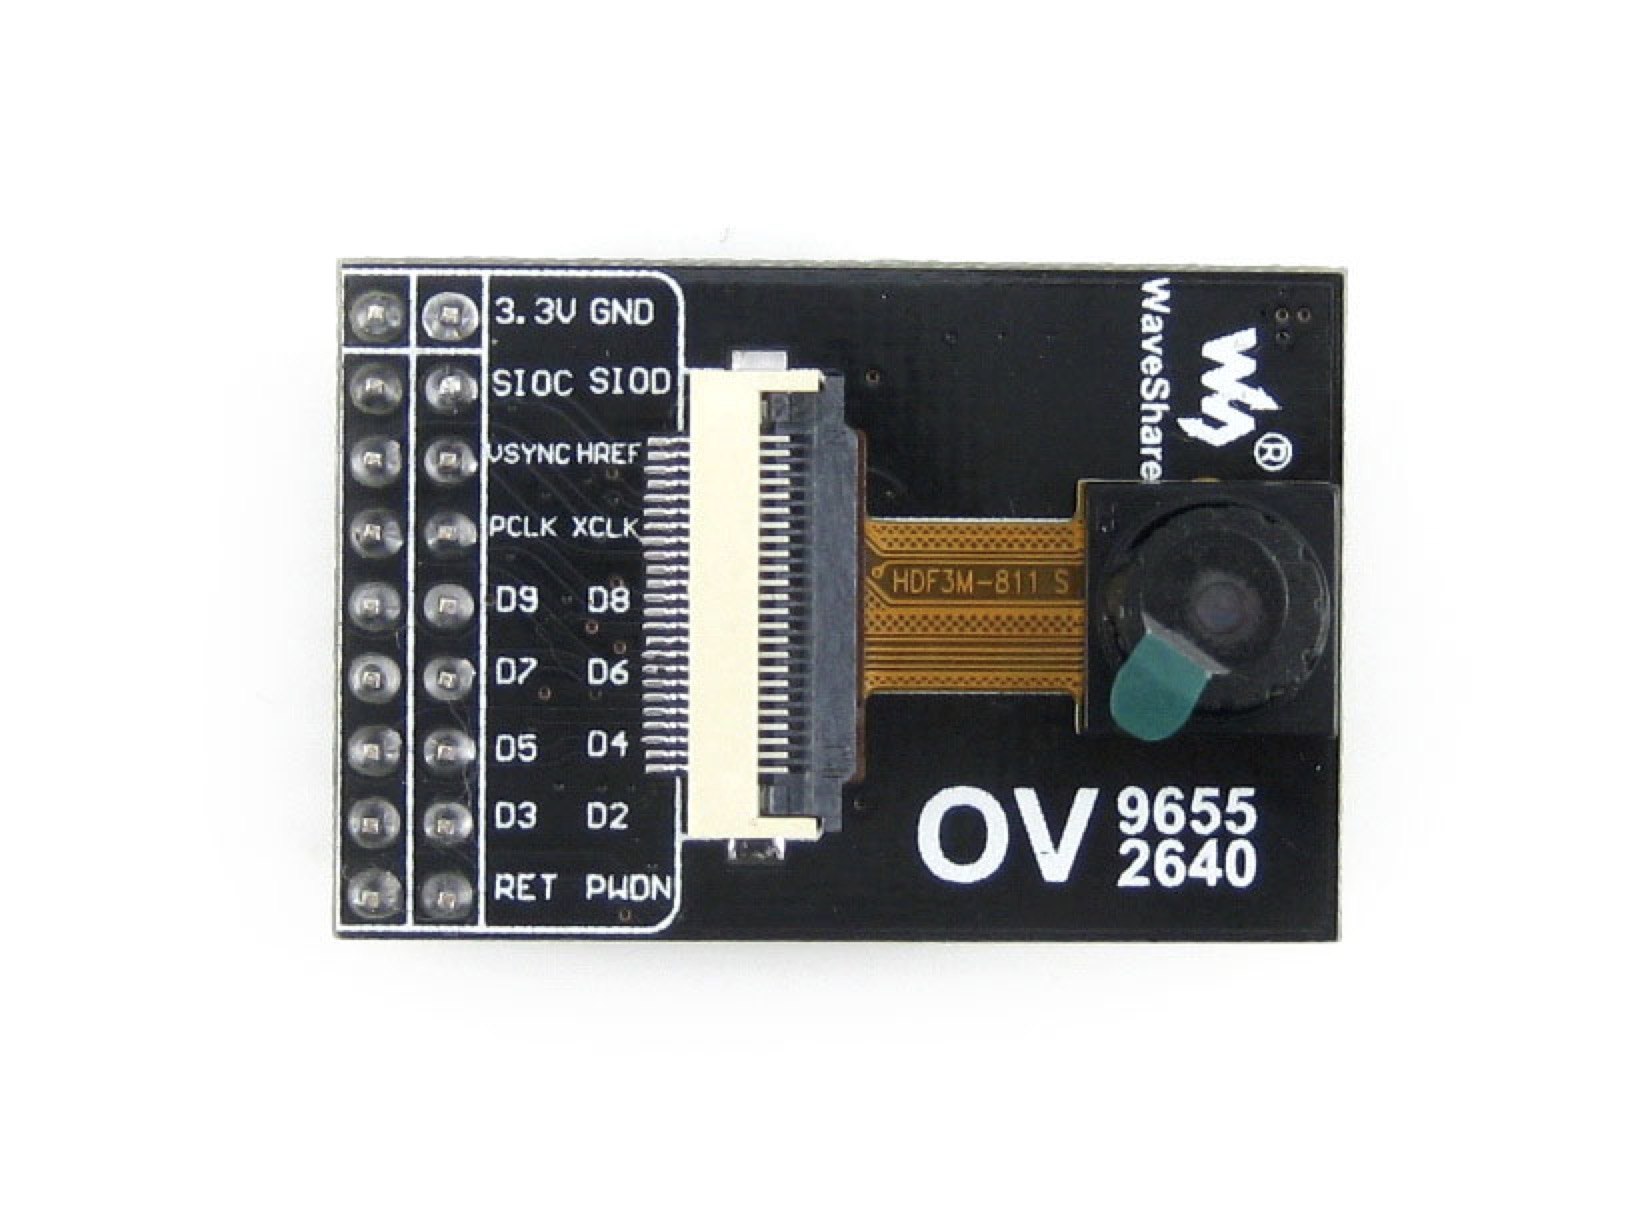 3.3V GND
SIOC SIOD
VSYNC HREF
PCLK XCLK
D9 D8
D7 D6
D5 D4
D3 D2
RET PWDN
HDF3M-811 S
WaveShare
®
OV 9655
2640